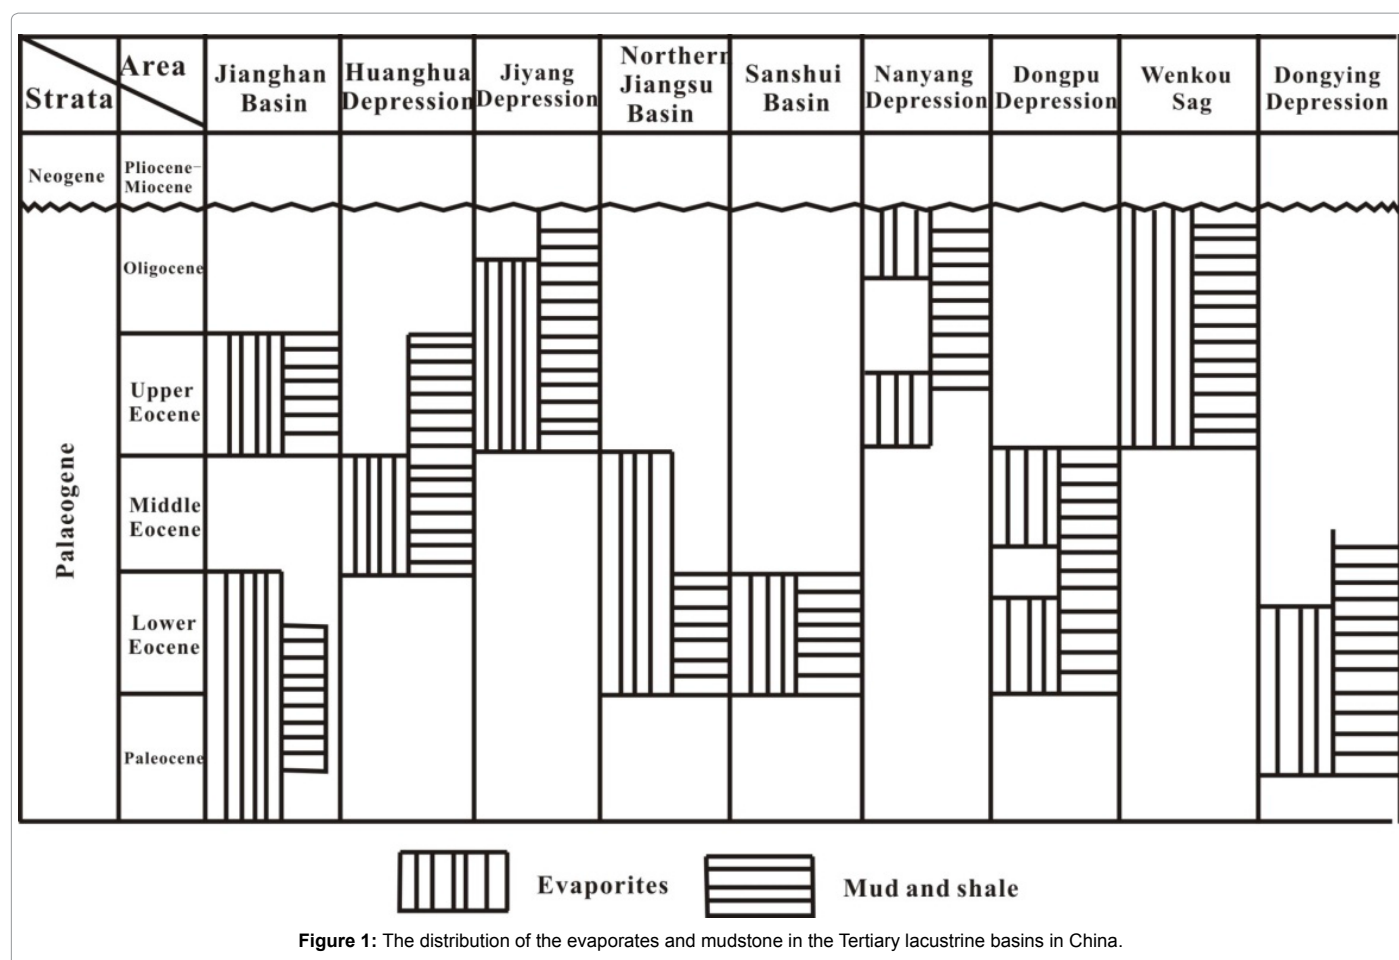 Area
Strata
Jianghan
Basin
Huanghua
Depression
Jiyang
Depression
Northern
Jiangsu
Basin
Sanshui
Basin
Nanyang
Depression
Dongpu
Depression
Wenkou
Sag
Dongying
Depression
Neogene
Pliocene–
Miocene
Palaeogene
Oligocene
Upper
Eocene
Middle
Eocene
Lower
Eocene
Paleocene
Evaporites
Mud and shale
Figure 1: The distribution of the evaporates and mudstone in the Tertiary lacustrine basins in China.